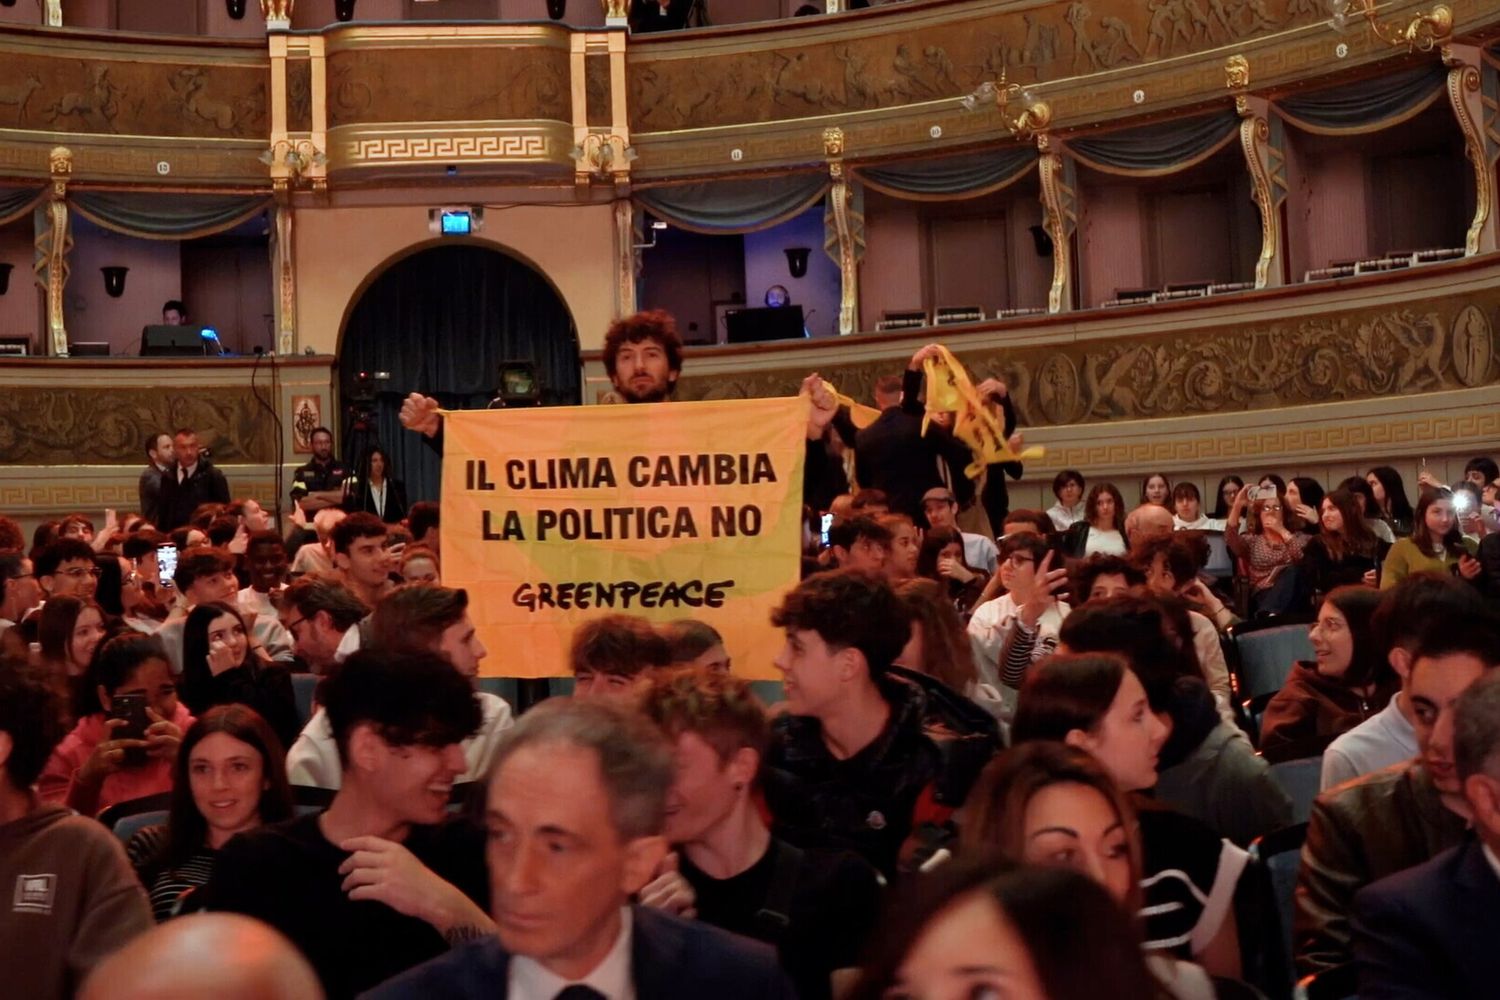 IL CLIMA CAMBIA
LA POLITICA NO
GREENPEACE